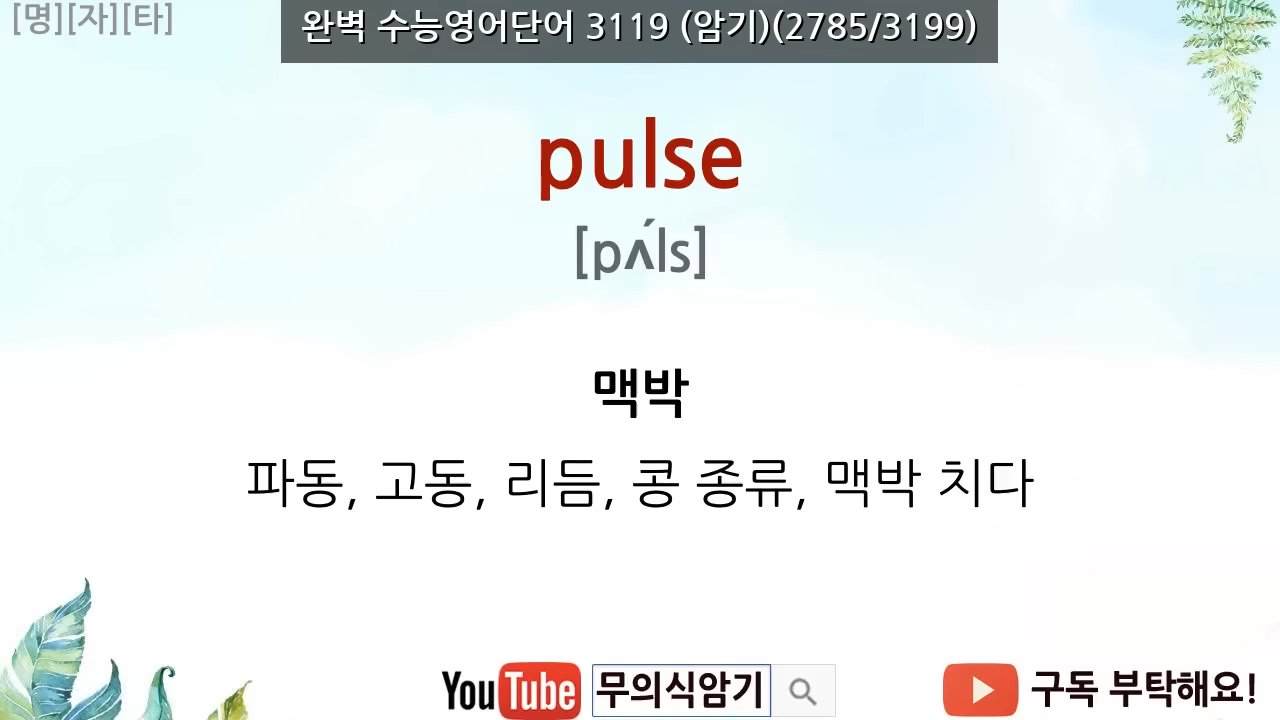 [명][자][타]
완벽 수능영어단어 3119 (암기)(2785/3199)
pulse
[pʌ́ls]
맥박
파동, 고동, 리듬, 콩 종류, 맥박 치다
YouTube 무의식암기
구독 부탁해요!